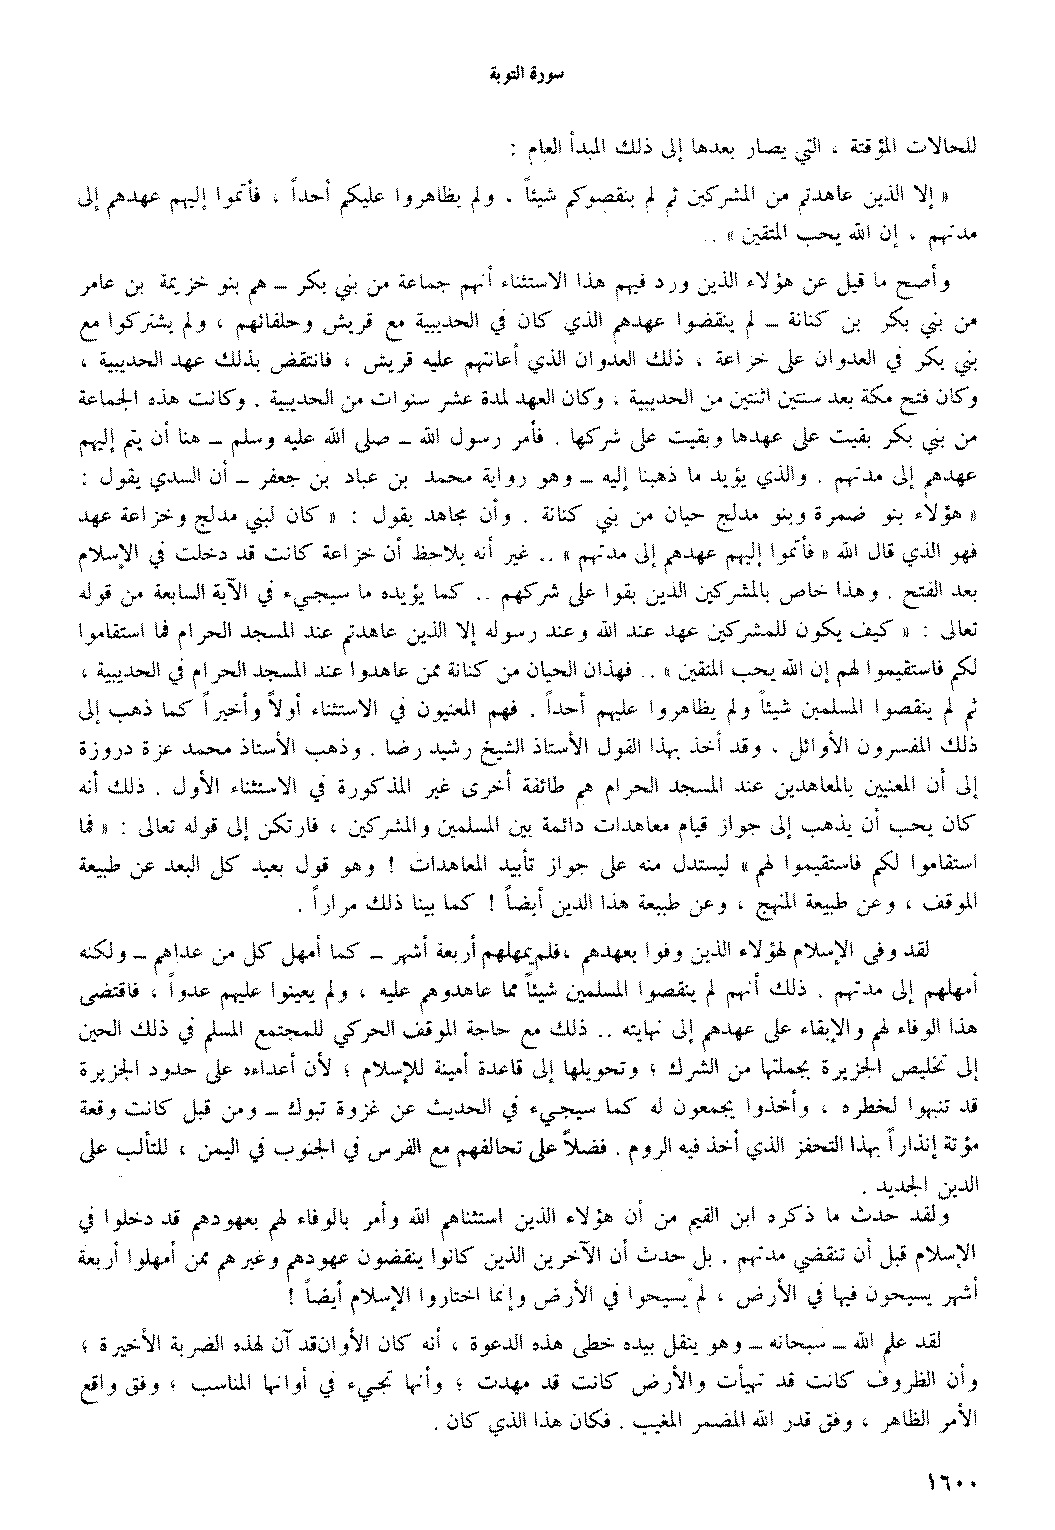 سورة التوبة
للحالات المؤقتة ، التي يصار بعدها إلى ذلك المبدأ العام :
« إلا الذين عاهدتم من المشركين ثم لم ينقصوكم شيئاً ، ولم يظاهروا عليكم أحداً ، فأتموا إليهم عهدهم إلى
مدتهم ، إن الله يحب المتقين » ..
وأصح ما قيل عن هؤلاء الذين ورد فيهم هذا الاستثناء أنهم جماعة من بني بكر – هم بنو خزيمة بن عامر
من بني بكر بن كنانة – لم ينقضوا عهدهم الذي كان في الحديبية مع قريش وحلفائهم ، ولم يشتركوا مع
بني بكر في العدوان على خزاعة ، ذلك العدوان الذي أعانتهم عليه قريش ، فانتقض بذلك عهد الحديبية ،
وكان فتح مكة بعد سنتين اثنتين من الحديبية ، وكان العهد لمدة عشر سنوات من الحديبية . وكانت هذه الجماعة
من بني بكر بقيت على عهدها وبقيت على شركها . فأمر رسول الله – صلى الله عليه وسلم – هنا أن يتم إليهم
عهدهم إلى مدتهم . والذي يؤيد ما ذهبنا إليه – وهو رواية محمد بن عباد بن جعفر – أن السدي يقول :
« هؤلاء بنو ضمرة وبنو مدلج حيان من بني كنانة . وأن مجاهد يقول : « كان لبني مدلج وخزاعة عهد
فهو الذي قال الله « فأتموا إليهم عهدهم إلى مدتهم » .. غير أنه يلاحظ أن خزاعة كانت قد دخلت في الإسلام
بعد الفتح . وهذا خاص بالمشركين الذين بقوا على شركهم .. كما يؤيده ما سيجيء في الآية السابعة من قوله
تعالى : « كيف يكون للمشركين عهد عند الله وعند رسوله إلا الذين عاهدتم عند المسجد الحرام فما استقاموا
لكم فاستقيموا لهم إن الله يحب المتقين » .. فهذان الحيان من كنانة ممن عاهدوا عند المسجد الحرام في الحديبية ،
ثم لم ينقصوا المسلمين شيئاً ولم يظاهروا عليهم أحداً . فهم المعنيون في الاستثناء أولاً وأخيراً كما ذهب إلى
ذلك المفسرون الأوائل ، وقد أخذ بهذا القول الأستاذ الشيخ رشيد رضا . وذهب الأستاذ محمد عزة دروزة
إلى أن المعنيين بالمعاهدين عند المسجد الحرام هم طائفة أخرى غير المذكورة في الاستثناء الأول . ذلك أنه
كان يحب أن يذهب إلى جواز قيام معاهدات دائمة بين المسلمين والمشركين ، فارتكن إلى قوله تعالى : « فما
استقاموا لكم فاستقيموا لهم » ليستدل منه على جواز تأبيد المعاهدات ! وهو قول بعيد كل البعد عن طبيعة
الموقف ، وعن طبيعة المنهج ، وعن طبيعة هذا الدين أيضاً ! كما بينا ذلك مراراً .
لقد وفى الإسلام لهؤلاء الذين وفوا بعهدهم ،فلم يمهلهم أربعة أشهر – كما أمهل كل من عداهم – ولكنه
أمهلهم إلى مدتهم . ذلك أنهم لم ينقصوا المسلمين شيئاً مما عاهدوهم عليه ، ولم يعينوا عليهم عدواً ، فاقتضى
هذا الوفاء لهم والإبقاء على عهدهم إلى نهايته .. ذلك مع حاجة الموقف الحركي للمجتمع المسلم في ذلك الحين
إلى تخليص الجزيرة بجملتها من الشرك ؛ وتحويلها إلى قاعدة أمينة للإسلام ؛ لأن أعداءه على حدود الجزيرة
قد تنبهوا لخطره ، وأخذوا يجمعون له كما سيجيء في الحديث عن غزوة تبوك – ومن قبل كانت وقعة
مؤتة إنذاراً بهذا التحفز الذي أخذ فيه الروم . فضلاً على تحالفهم مع الفرس في الجنوب في اليمن ، للتألب على
الدين الجديد .
ولقد حدث ما ذكره ابن القيم من أن هؤلاء الذين استثناهم الله وأمر بالوفاء لهم بعهودهم قد دخلوا في
الإسلام قبل أن تنقضي مدتهم . بل حدث أن الآخرين الذين كانوا ينقضون عهودهم وغيرهم ممن أمهلوا أربعة
أشهر يسيحون فيها في الأرض ، لم يسيحوا في الأرض وإنما اختاروا الإسلام أيضاً !
لقد علم الله – سبحانه – وهو ينقل بيده خطى هذه الدعوة ، أنه كان الأوان قد آن لهذه الضربة الأخيرة ؛
وأن الظروف كانت قد تهيأت والأرض كانت قد مهدت ؛ وأنها تجيء في أوانها المناسب ؛ وفق واقع
الأمر الظاهر ، وفق قدر الله المضمر المغيب . فكان هذا الذي كان .
١٦٠٠